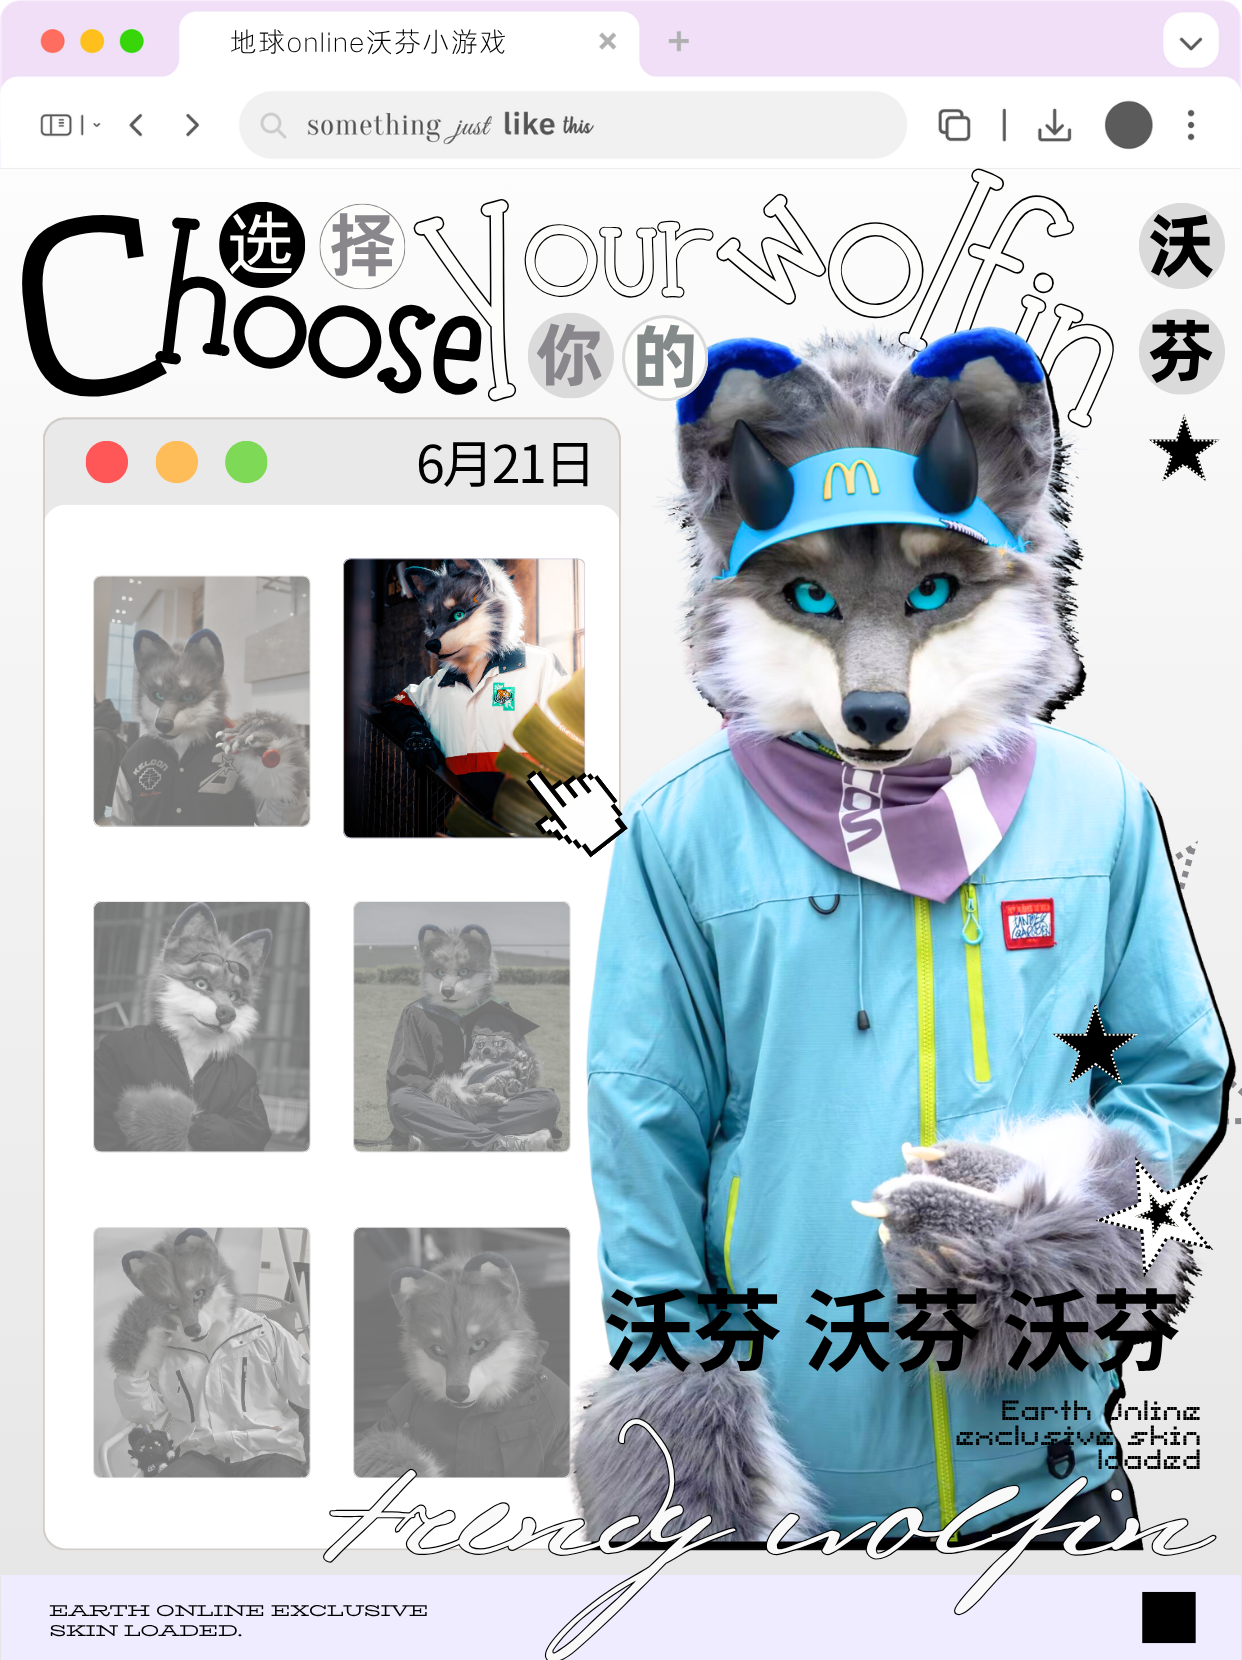 地球online沃芬小游戏
something just like this
Choose your wolfin
选择你的沃芬
6月21日
KELSON
沃芬 沃芬 沃芬
Earth Online
exclusive skin
loaded
trendy wolfin
EARTH ONLINE EXCLUSIVE
SKIN LOADED.